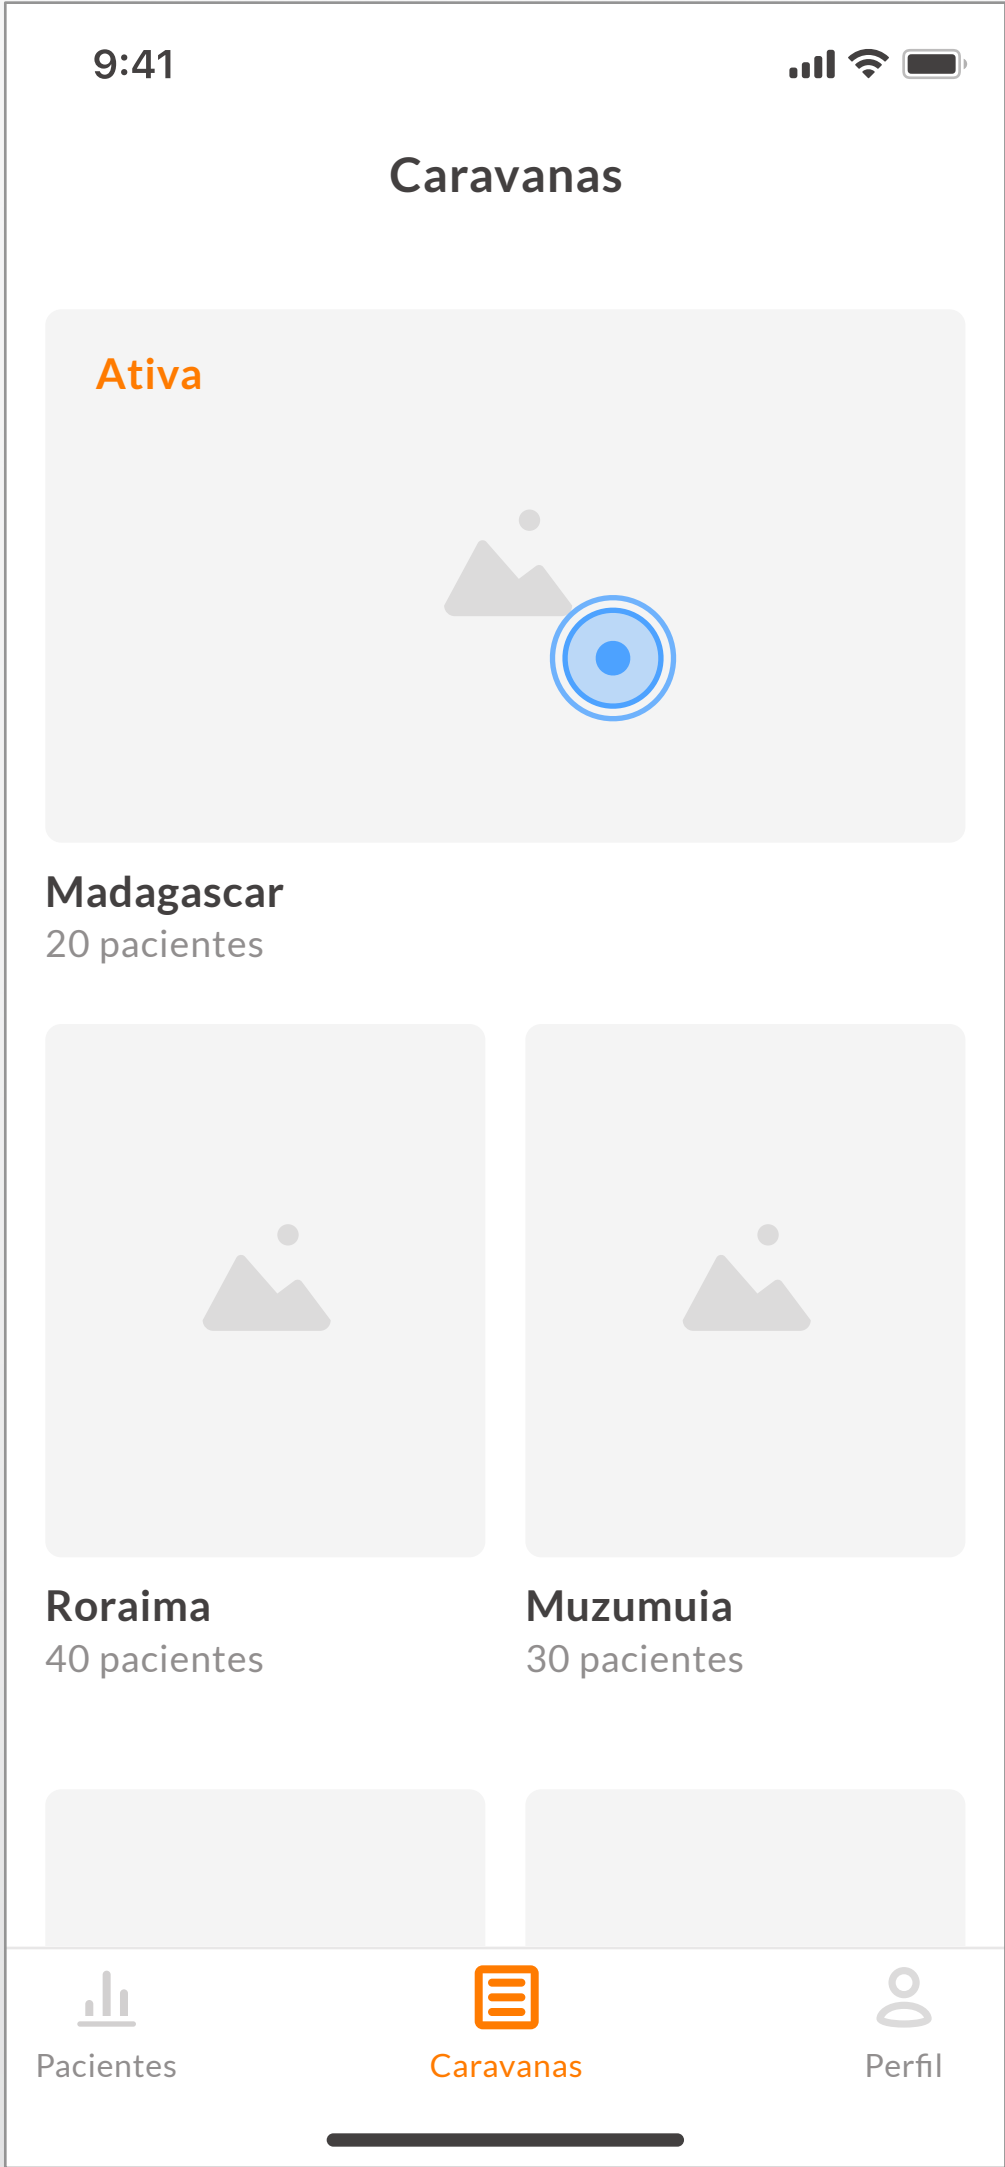 9:41
Caravanas
Ativa
Madagascar
20 pacientes
Roraima
40 pacientes
Muzumuia
30 pacientes
Pacientes
Caravanas
Perfil